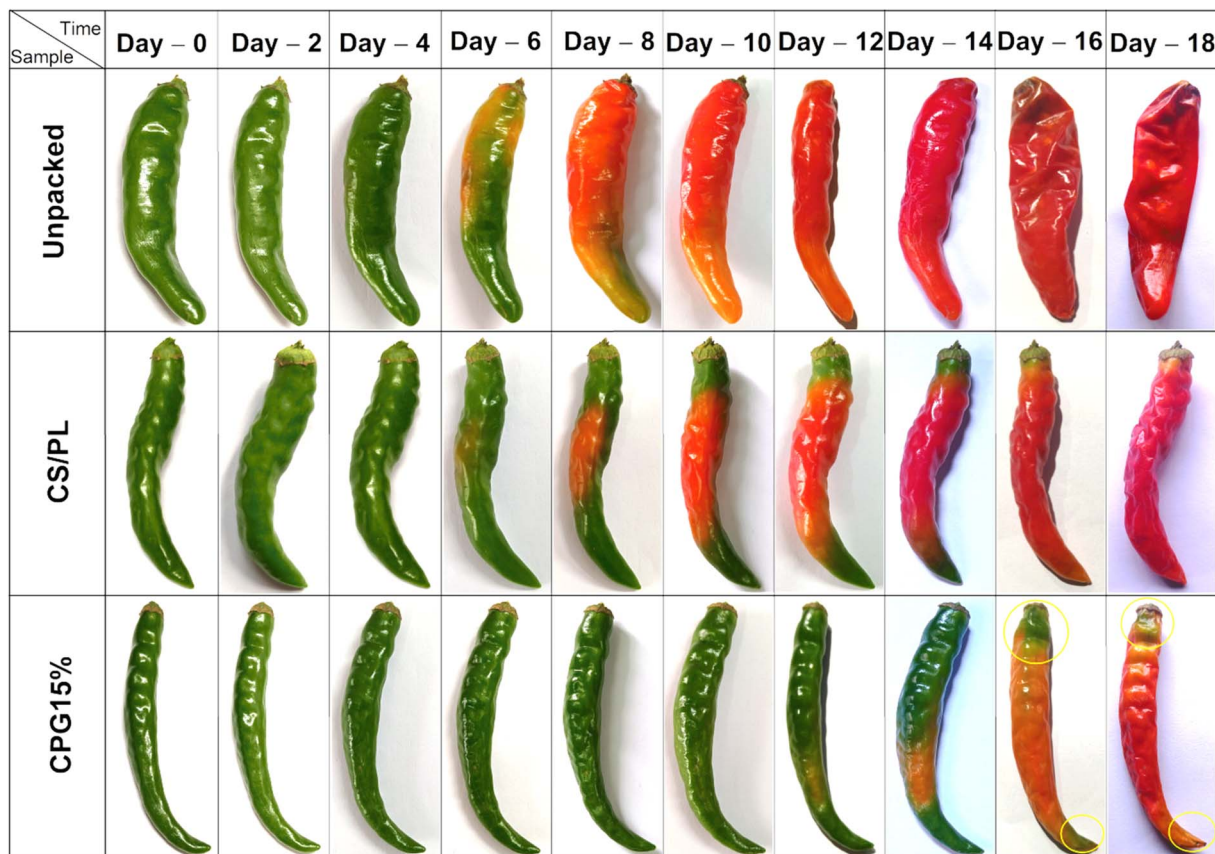 Time
Sample
Day – 0
Day – 2
Day – 4
Day – 6
Day – 8
Day – 10
Day – 12
Day – 14
Day – 16
Day – 18
Unpacked
CS/PL
CPG15%